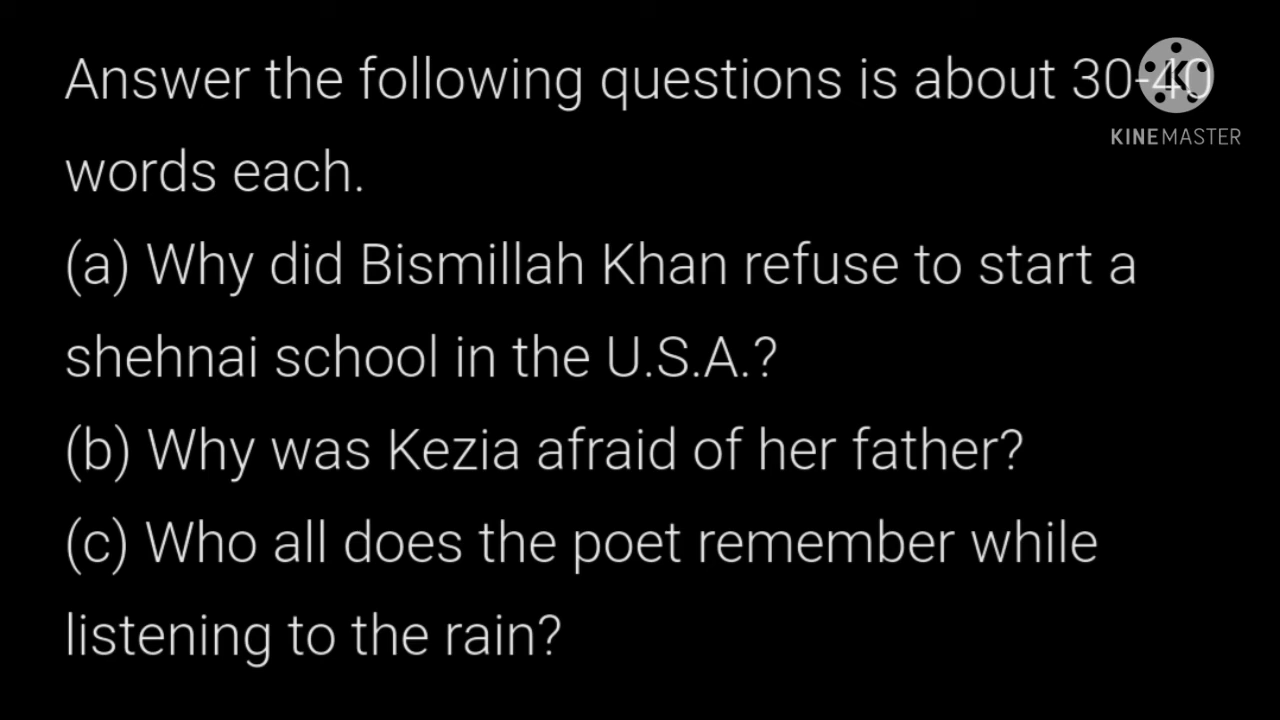 Answer the following questions is about 30-40
KINEMASTER
words each.
(a) Why did Bismillah Khan refuse to start a
shehnai school in the U.S.A.?
(b) Why was Kezia afraid of her father?
(c) Who all does the poet remember while
listening to the rain?